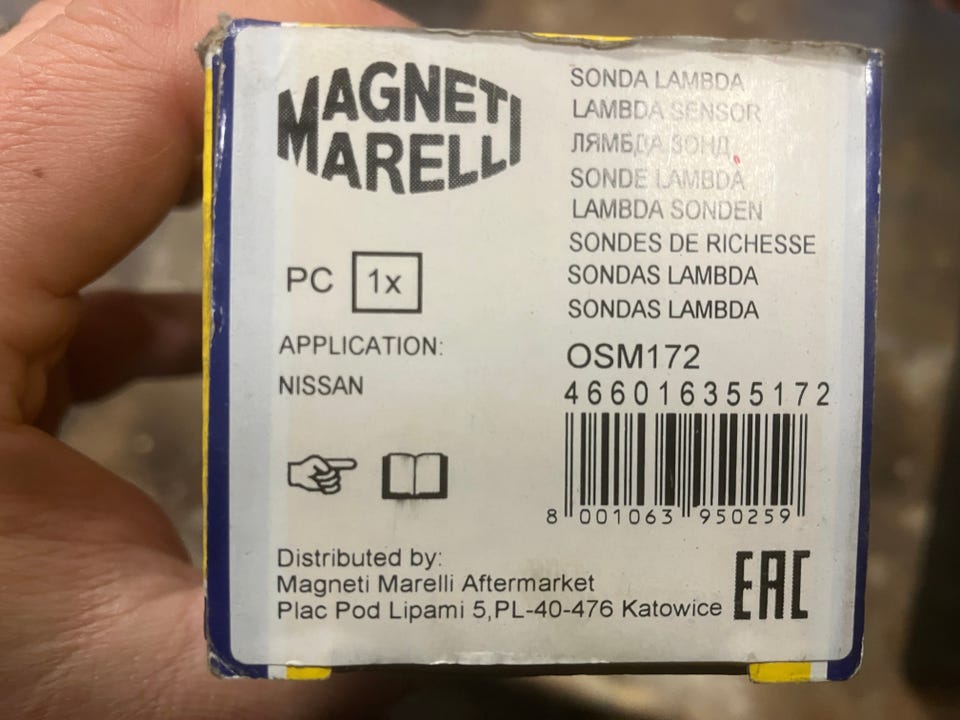 MAGNETI
MARELLI
PC 1x
APPLICATION:
NISSAN
SONDA LAMBDA
LAMBDA SENSOR
ЛЯМБДА ЗОНД
SONDE LAMBDA
LAMBDA SONDEN
SONDES DE RICHESSE
SONDAS LAMBDA
SONDAS LAMBDA
OSM172
466016355172
8 001063 950259
Distributed by:
Magneti Marelli Aftermarket
Plac Pod Lipami 5,PL-40-476 Katowice
EAC